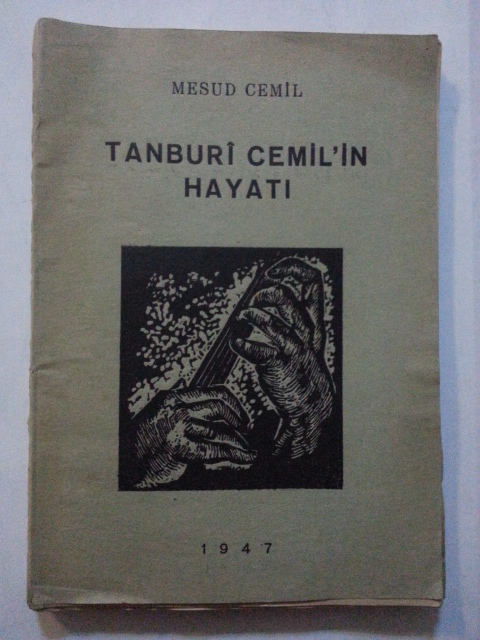 MESUD CEMİL
TANBURÎ CEMİL'İN
HAYATI
1947